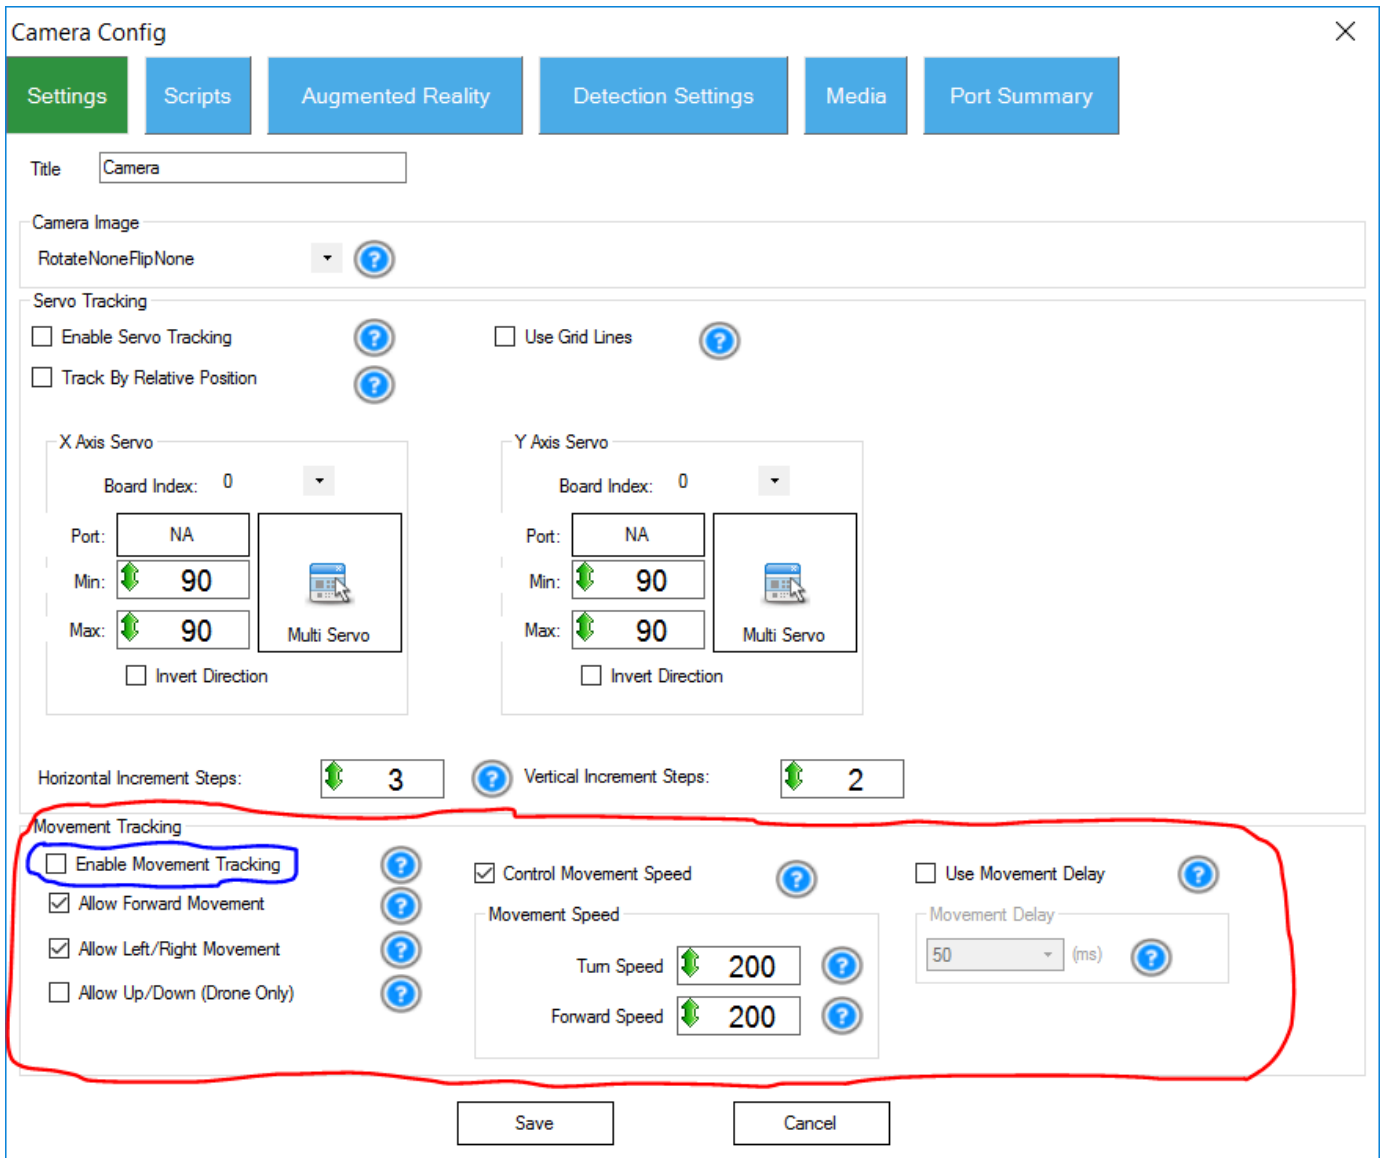 Camera Config
Settings Scripts Augmented Reality Detection Settings Media Port Summary
Title Camera
Camera Image
RotateNoneFlipNone ?
Servo Tracking
Enable Servo Tracking ? Use Grid Lines ?
Track By Relative Position ?
X Axis Servo Y Axis Servo
Board Index: 0 Board Index: 0
Port: NA Port: NA
Min: 90 Min: 90
Max: 90 Multi Servo Max: 90 Multi Servo
Invert Direction Invert Direction
Horizontal Increment Steps: 3 ? Vertical Increment Steps: 2
Movement Tracking
Enable Movement Tracking ? Control Movement Speed ? Use Movement Delay ?
Allow Forward Movement ? Movement Speed Movement Delay
Allow Left/Right Movement ? Turn Speed 200 ? 50 (ms) ?
Allow Up/Down (Drone Only) ? Forward Speed 200 ?
Save Cancel